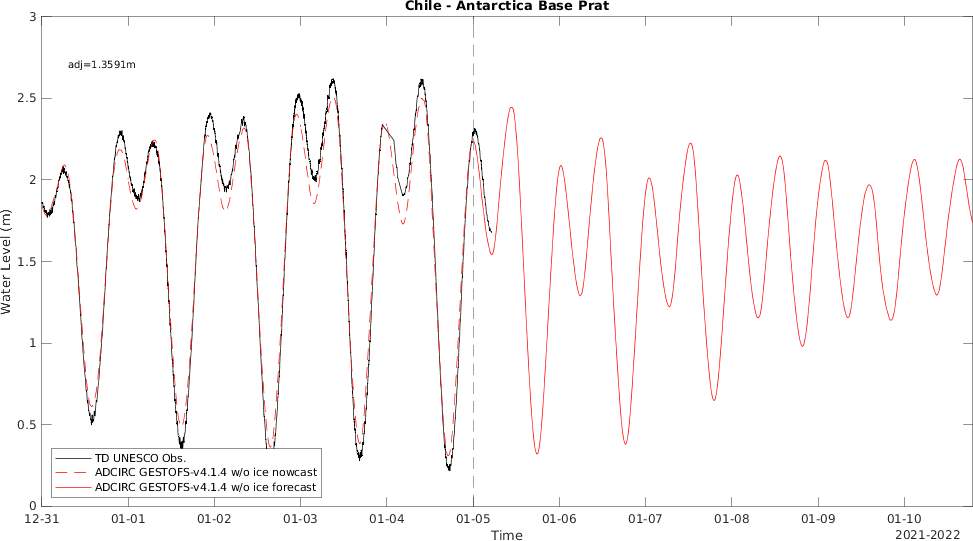 Chile - Antarctica Base Prat
adj=1.3591m
Water Level (m)
3
2.5
2
1.5
1
0.5
0
TD UNESCO Obs.
ADCIRC GESTOFS-v4.1.4 w/o ice nowcast
ADCIRC GESTOFS-v4.1.4 w/o ice forecast
12-31 01-01 01-02 01-03 01-04 01-05 01-06 01-07 01-08 01-09 01-10
Time
2021-2022